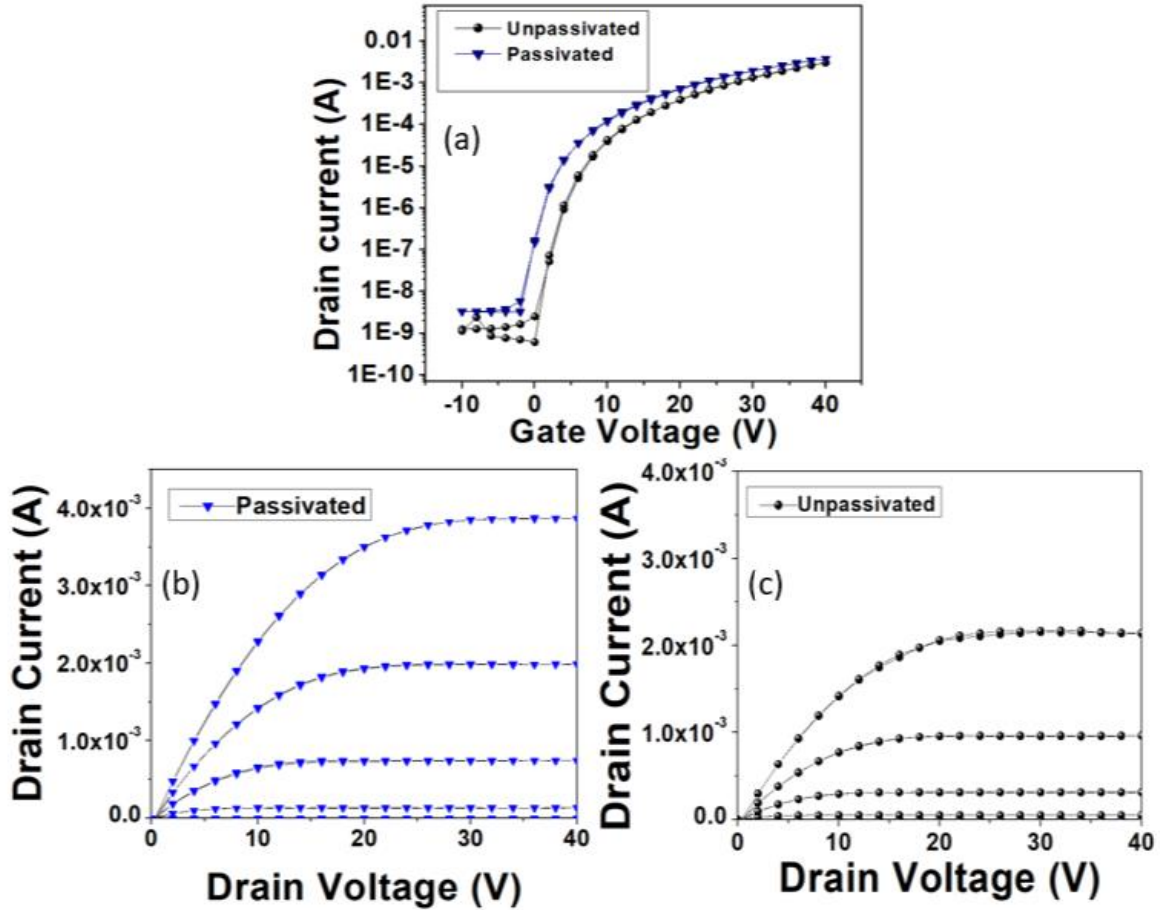 Unpassivated
Passivated
0.01
1E-3
1E-4
1E-5
1E-6
1E-7
1E-8
1E-9
1E-10
Drain current (A)
(a)
-10 0 10 20 30 40
Gate Voltage (V)
Passivated
4.0x10⁻³
3.0x10⁻³
2.0x10⁻³
1.0x10⁻³
0.0
Drain Current (A)
(b)
0 10 20 30 40
Drain Voltage (V)
Unpassivated
4.0x10⁻³
3.0x10⁻³
2.0x10⁻³
1.0x10⁻³
0.0
Drain Current (A)
(c)
0 10 20 30 40
Drain Voltage (V)